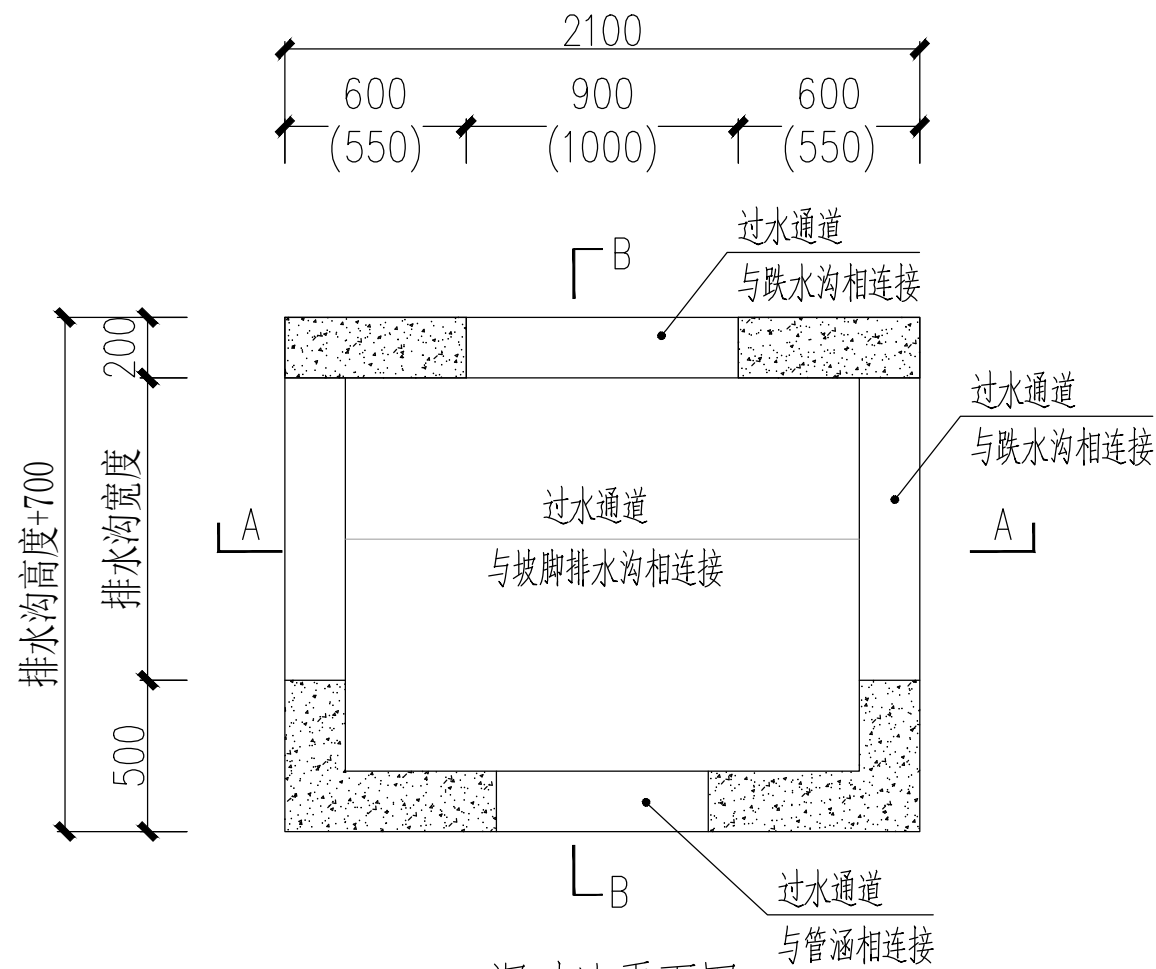 2100
600 900 600
(550) (1000) (550)
过水通道
与跌水沟相连接
B
200
过水通道
与跌水沟相连接
排水沟高度+700
排水沟宽度
过水通道
与坡脚排水沟相连接
A A
500
B
过水通道
与管涵相连接